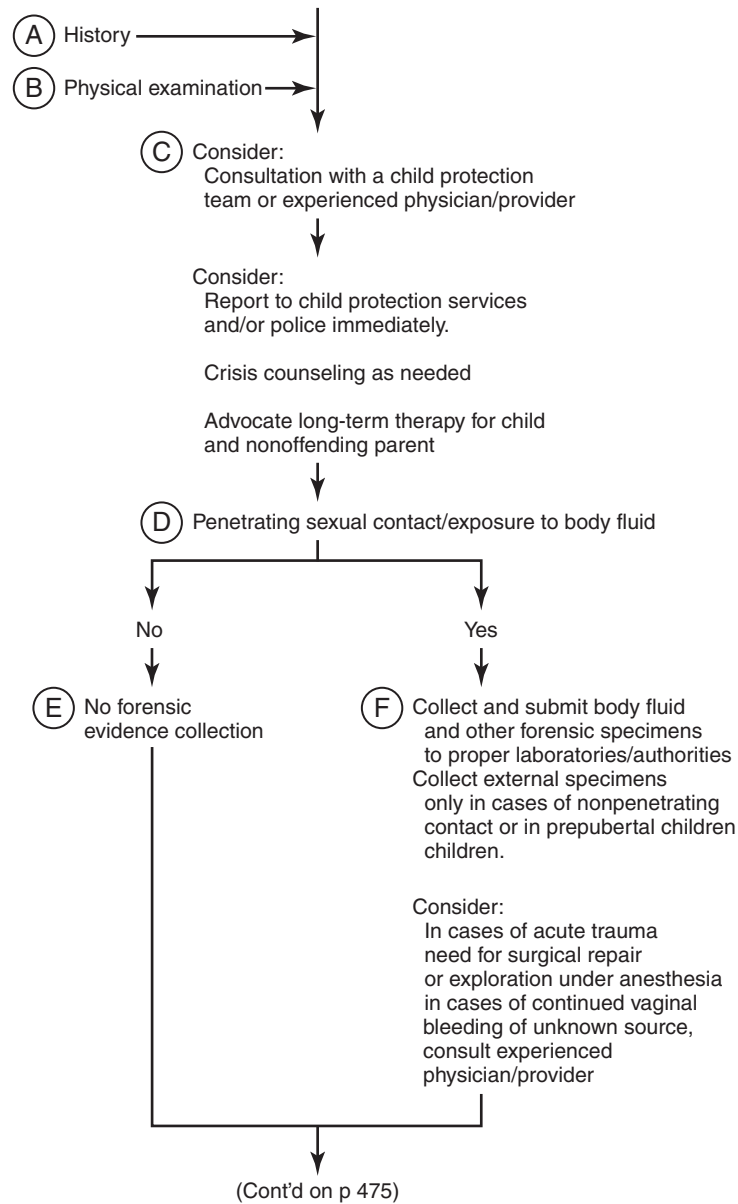 A History
B Physical examination
C Consider:
Consultation with a child protection
team or experienced physician/provider
Consider:
Report to child protection services
and/or police immediately.
Crisis counseling as needed
Advocate long-term therapy for child
and nonoffending parent
D Penetrating sexual contact/exposure to body fluid
No
Yes
E No forensic
evidence collection
F Collect and submit body fluid
and other forensic specimens
to proper laboratories/authorities
Collect external specimens
only in cases of nonpenetrating
contact or in prepubertal children
children.
Consider:
In cases of acute trauma
need for surgical repair
or exploration under anesthesia
in cases of continued vaginal
bleeding of unknown source,
consult experienced
physician/provider
(Cont'd on p 475)